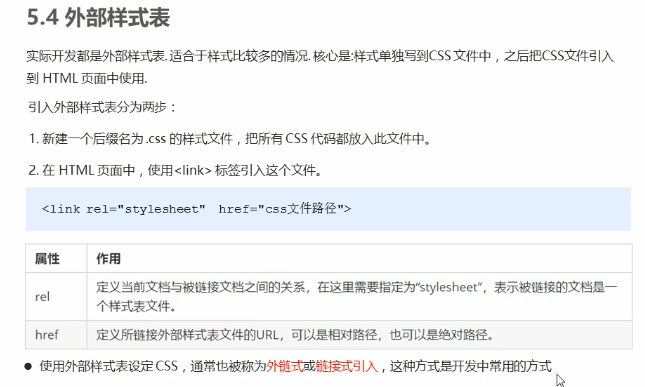 5.4 外部样式表
实际开发都是外部样式表. 适合于样式比较多的情况. 核心是:样式单独写到CSS 文件中，之后把CSS文件引入
到 HTML 页面中使用.
引入外部样式表分为两步：
1. 新建一个后缀名为 .css 的样式文件，把所有 CSS 代码都放入此文件中。
2. 在 HTML 页面中，使用<link> 标签引入这个文件。
<link rel="stylesheet" href="css文件路径">
属性 作用
rel 定义当前文档与被链接文档之间的关系，在这里需要指定为“stylesheet”，表示被链接的文档是一
个样式表文件。
href 定义所链接外部样式表文件的URL，可以是相对路径，也可以是绝对路径。
● 使用外部样式表设定 CSS，通常也被称为外链式或链接式引入，这种方式是开发中常用的方式